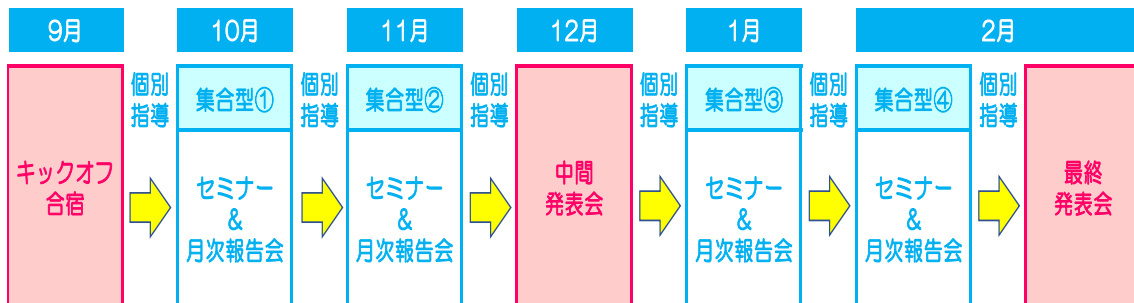 9月
10月
11月
12月
1月
2月
キックオフ
合宿
個別
指導
集合型①
セミナー
&
月次報告会
個別
指導
集合型②
セミナー
&
月次報告会
個別
指導
中間
発表会
個別
指導
集合型③
セミナー
&
月次報告会
個別
指導
集合型④
セミナー
&
月次報告会
個別
指導
最終
発表会